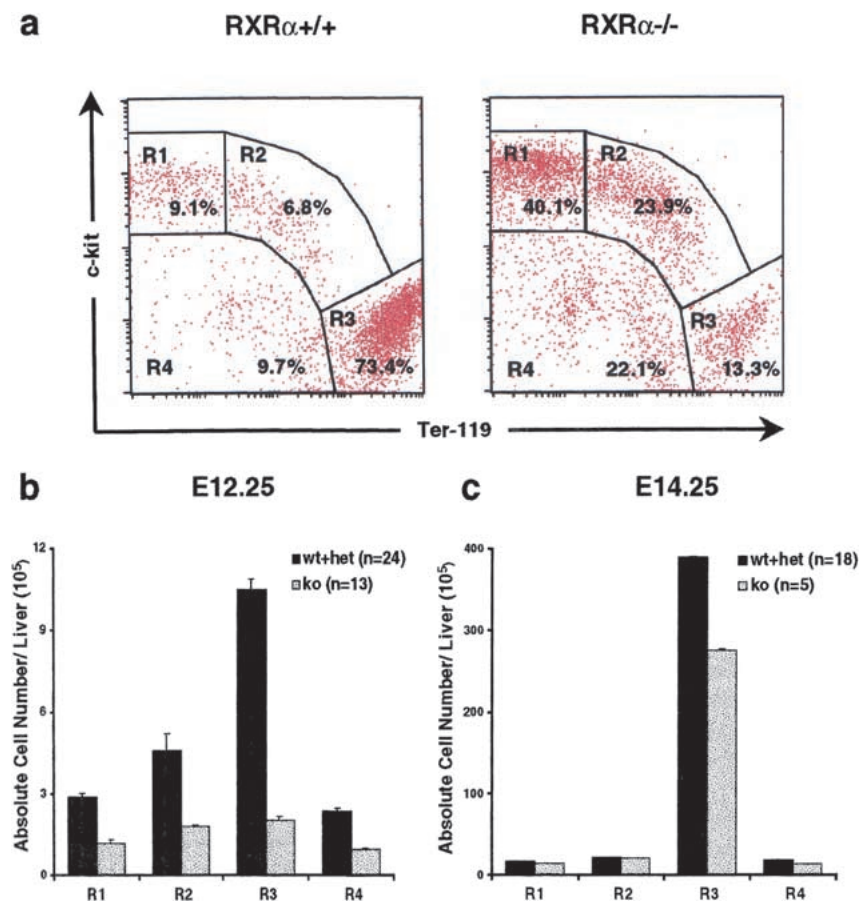 a
RXRα+/+
RXRα-/-
c-kit
R1
R2
9.1%
6.8%
R3
R4
9.7%
73.4%
R1
R2
40.1%
23.9%
R3
R4
22.1%
13.3%
Ter-119
b
E12.25
Absolute Cell Number/ Liver (10⁵)
12
9
6
3
0
wt+het (n=24)
ko (n=13)
R1
R2
R3
R4
c
E14.25
Absolute Cell Number/ Liver (10⁵)
400
300
200
100
0
wt+het (n=18)
ko (n=5)
R1
R2
R3
R4